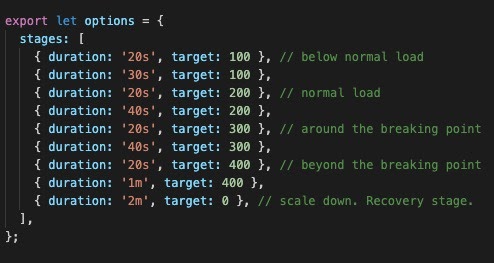 export let options = {
  stages: [
    { duration: '20s', target: 100 }, // below normal load
    { duration: '30s', target: 100 },
    { duration: '20s', target: 200 }, // normal load
    { duration: '40s', target: 200 },
    { duration: '20s', target: 300 }, // around the breaking point
    { duration: '40s', target: 300 },
    { duration: '20s', target: 400 }, // beyond the breaking point
    { duration: '1m', target: 400 },
    { duration: '2m', target: 0 }, // scale down. Recovery stage.
  ],
};